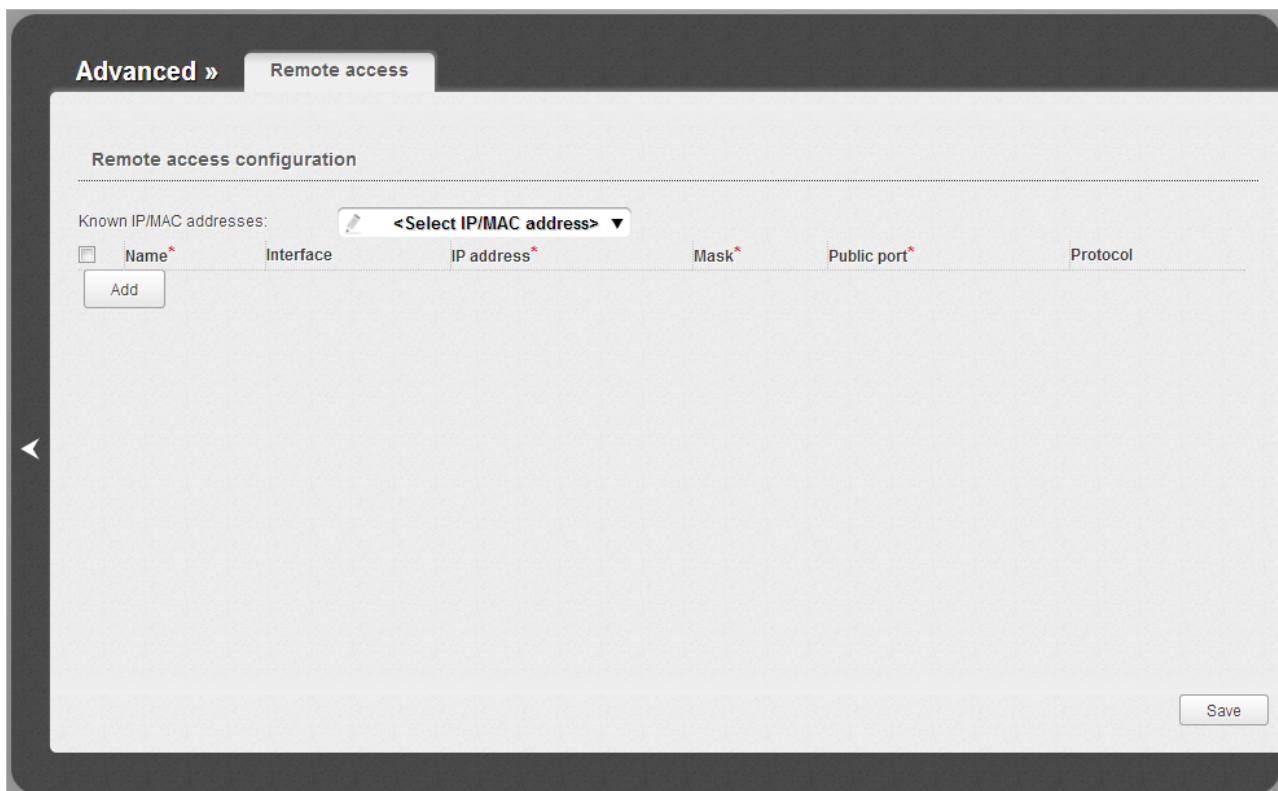 Advanced » Remote access
Remote access configuration
Known IP/MAC addresses: <Select IP/MAC address> ▼
Name* Interface IP address* Mask* Public port* Protocol
Add
Save